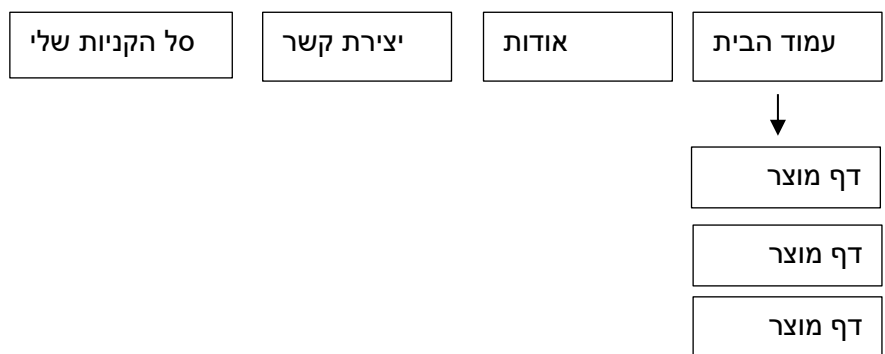 עמוד הבית
אודות
יצירת קשר
סל הקניות שלי
דף מוצר
דף מוצר
דף מוצר